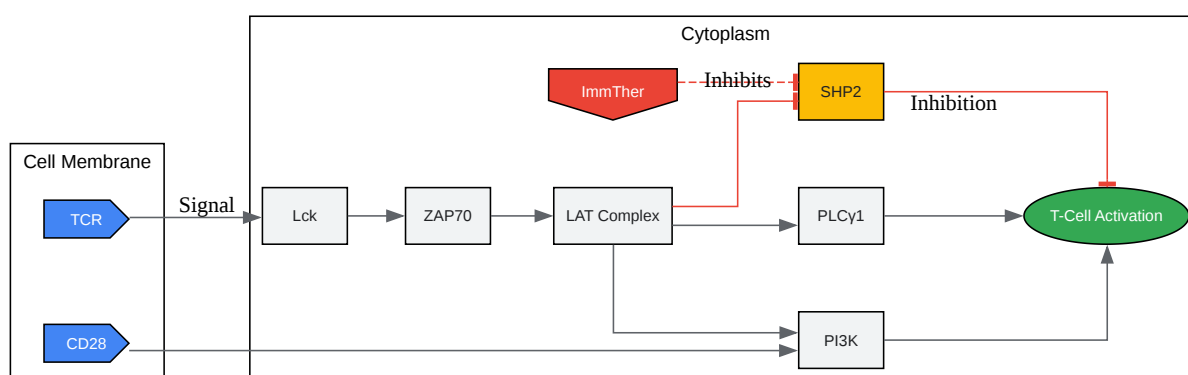 Cytoplasm
ImmTher
Inhibits
SHP2
Inhibition
Cell Membrane
TCR
Signal
Lck
ZAP70
LAT Complex
PLCγ1
T-Cell Activation
CD28
PI3K